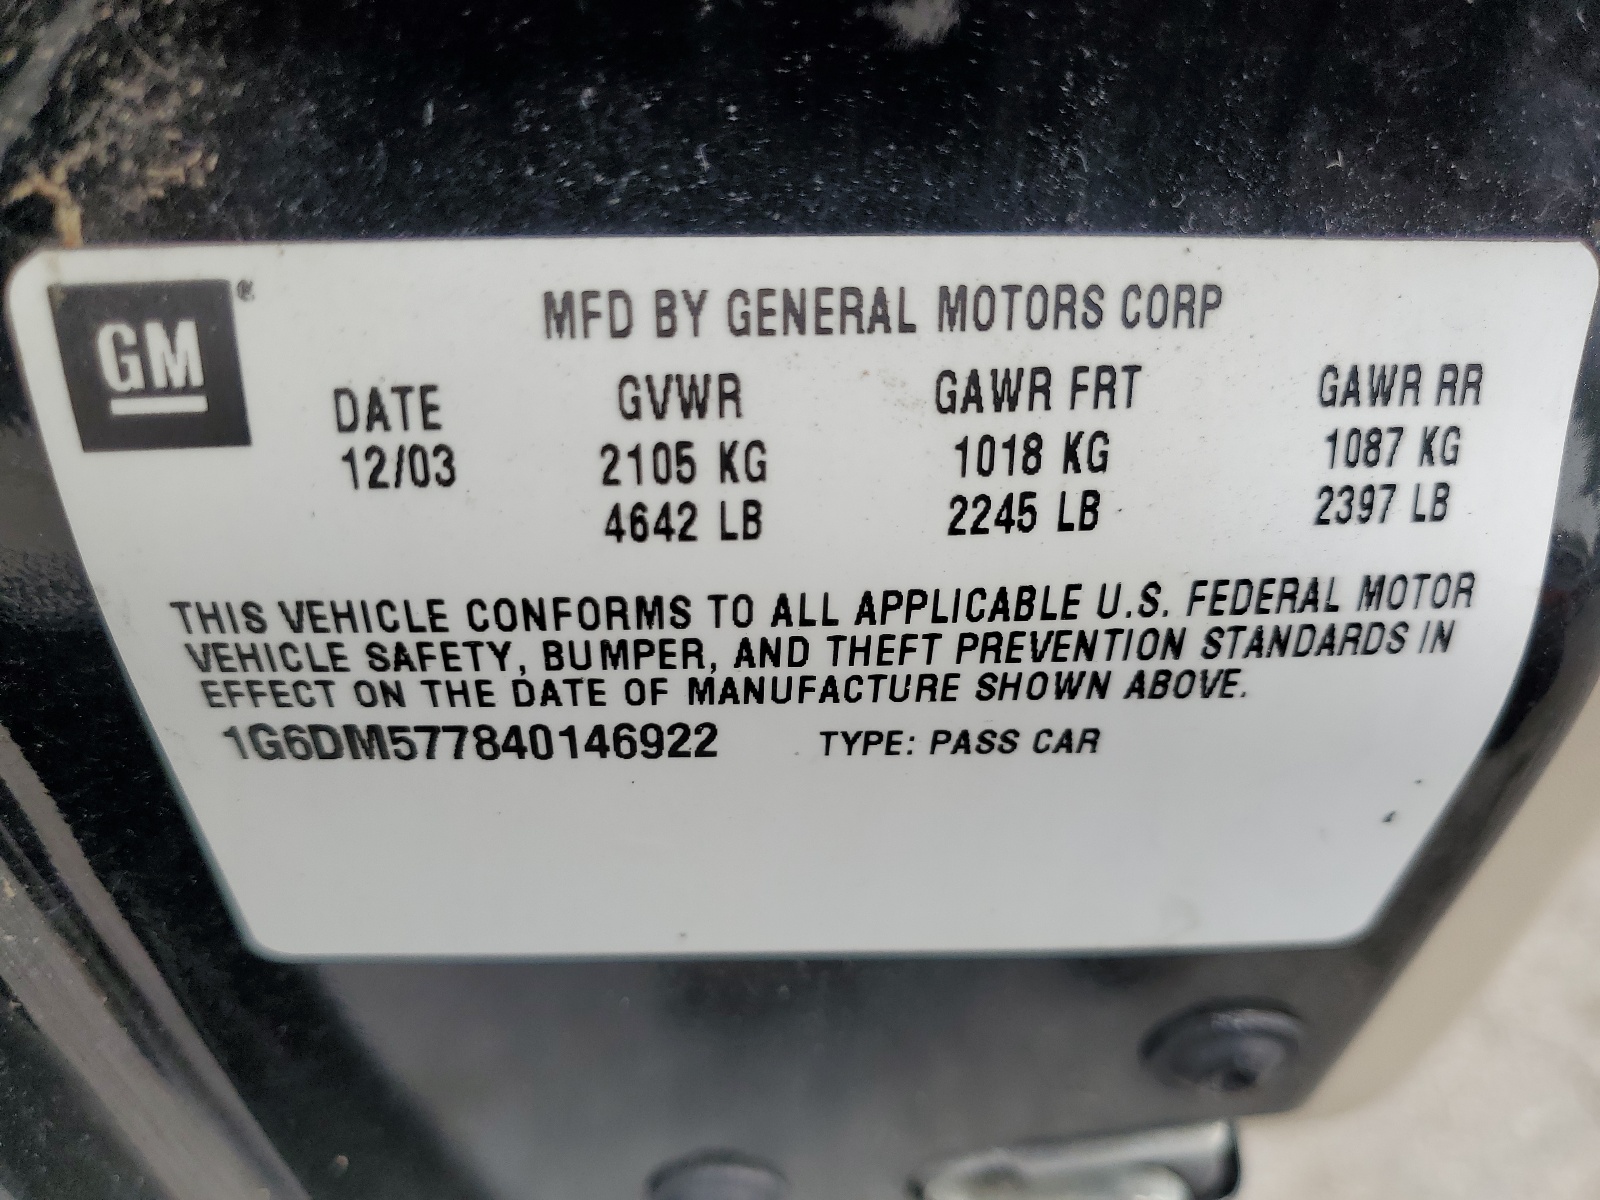 GM®
MFD BY GENERAL MOTORS CORP
DATE GVWR GAWR FRT GAWR RR
12/03 2105 KG 1018 KG 1087 KG
4642 LB 2245 LB 2397 LB
THIS VEHICLE CONFORMS TO ALL APPLICABLE U.S. FEDERAL MOTOR
VEHICLE SAFETY, BUMPER, AND THEFT PREVENTION STANDARDS IN
EFFECT ON THE DATE OF MANUFACTURE SHOWN ABOVE.
1G6DM577840146922 TYPE: PASS CAR